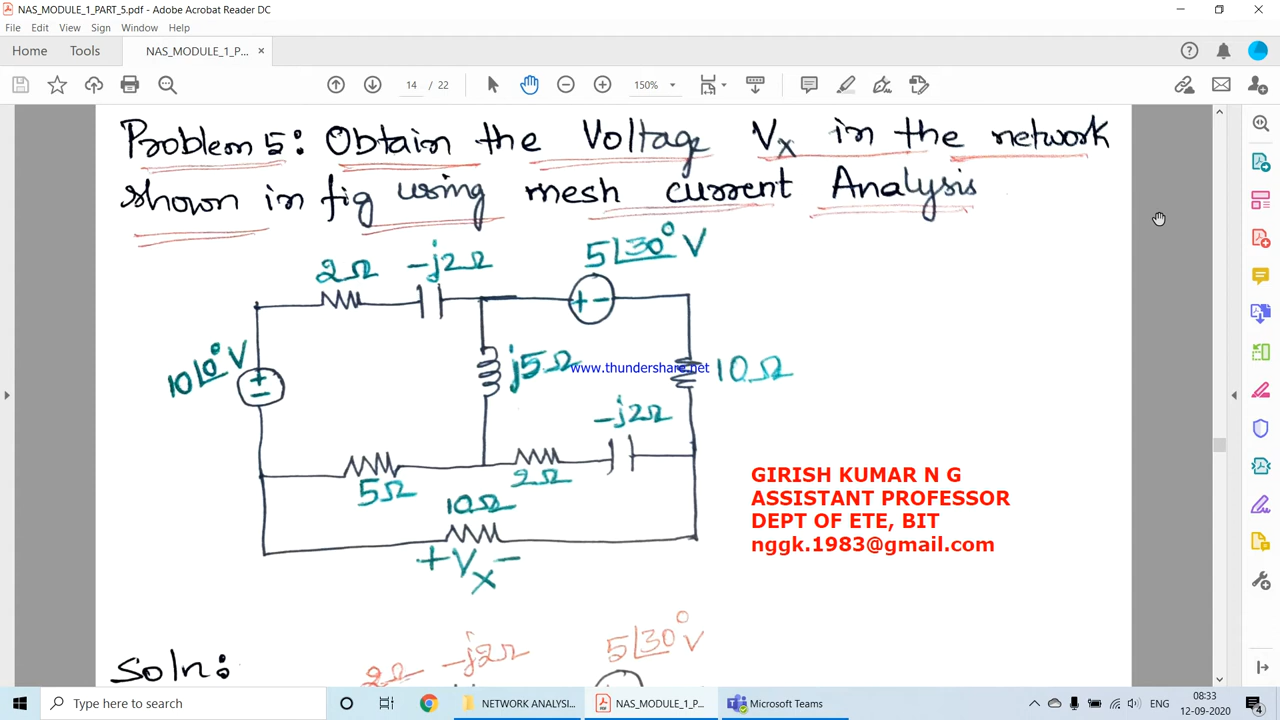 NAS_MODULE_1_PART_5.pdf - Adobe Acrobat Reader DC
File Edit View Sign Window Help
Home Tools NAS_MODULE_1_P... ×
14 / 22 150%
Problem 5: Obtain the Voltage Vx in the network
shown in fig using mesh current Analysis
2Ω -j2Ω 5∠30° V
10∠0° V
+ -
+ -
j5Ω
www.thundershare.net
10Ω
-j2Ω
5Ω 2Ω
10Ω
+ Vx -
GIRISH KUMAR N G
ASSISTANT PROFESSOR
DEPT OF ETE, BIT
nggk.1983@gmail.com
Soln:
2Ω -j2Ω 5∠30° V
Type here to search
NETWORK ANALYSI...
NAS_MODULE_1_P...
Microsoft Teams
08:33
12-09-2020
4